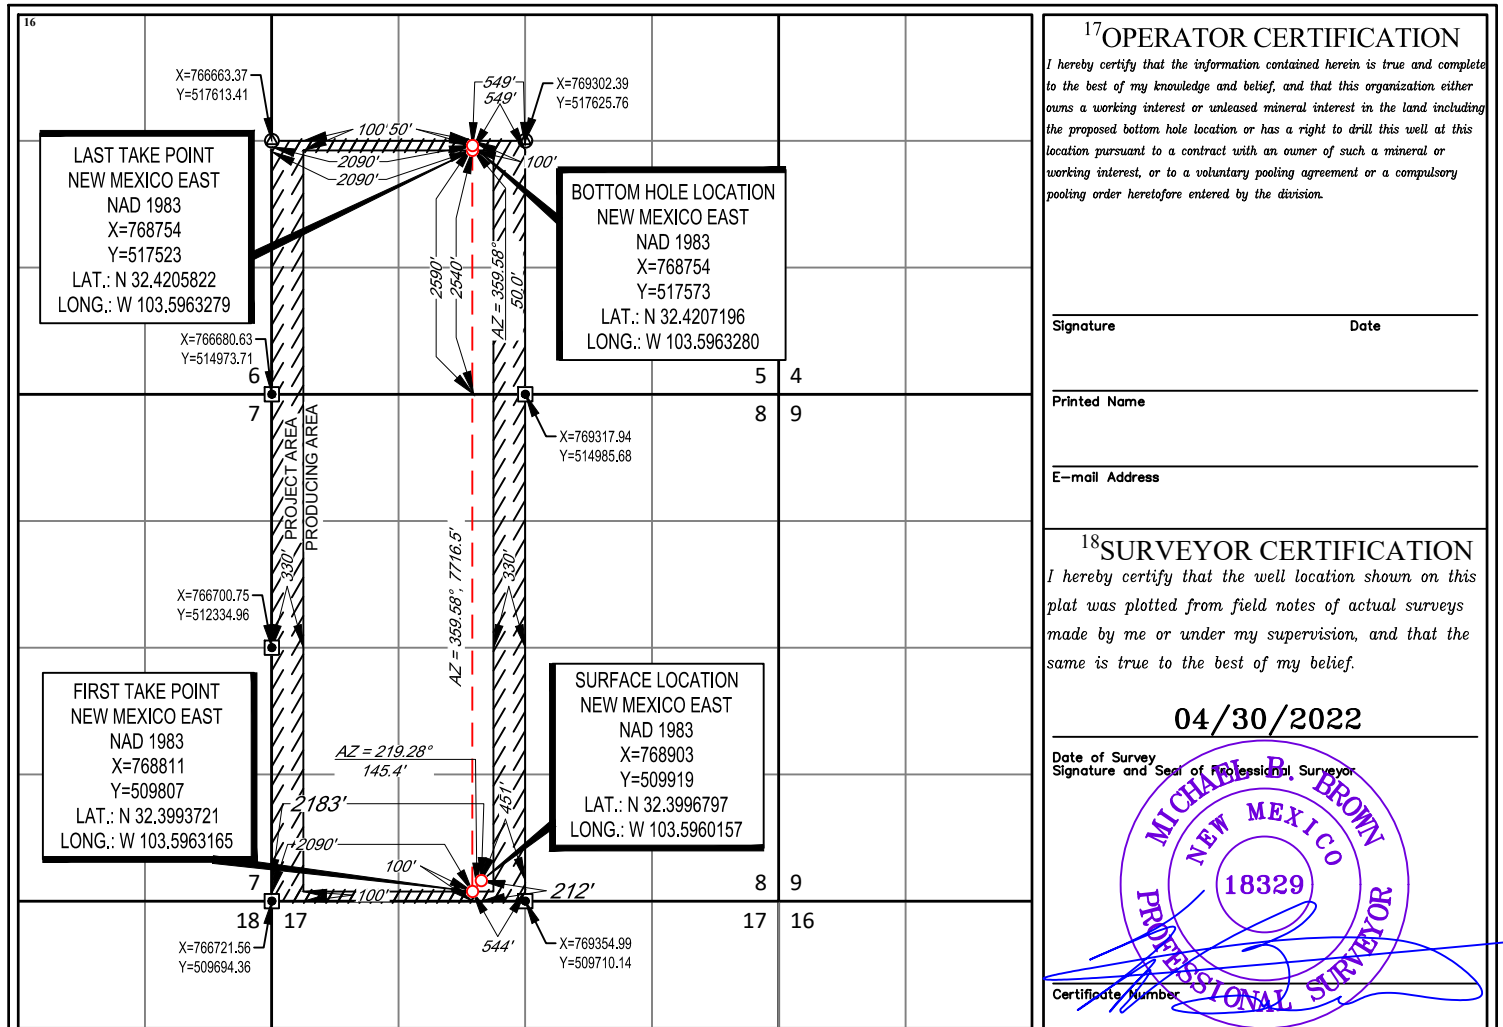 16
X=766663.37
Y=517613.41
549'
549'
X=769302.39
Y=517625.76
100' 50'
2090'
2090'
100'
LAST TAKE POINT
NEW MEXICO EAST
NAD 1983
X=768754
Y=517523
LAT.: N 32.4205822
LONG.: W 103.5963279
BOTTOM HOLE LOCATION
NEW MEXICO EAST
NAD 1983
X=768754
Y=517573
LAT.: N 32.4207196
LONG.: W 103.5963280
2590'
2540'
AZ = 359.58°
50.0'
X=766680.63
Y=514973.71
6
5 4
7
8 9
X=769317.94
Y=514985.68
PROJECT AREA
PRODUCING AREA
330'
330'
AZ = 359.58°, 7716.5'
X=766700.75
Y=512334.96
FIRST TAKE POINT
NEW MEXICO EAST
NAD 1983
X=768811
Y=509807
LAT.: N 32.3993721
LONG.: W 103.5963165
SURFACE LOCATION
NEW MEXICO EAST
NAD 1983
X=768903
Y=509919
LAT.: N 32.3996797
LONG.: W 103.5960157
AZ = 219.28°
145.4'
2183'
451'
2090'
100'
100'
212'
544'
7
8 9
18 17
17 16
X=766721.56
Y=509694.36
X=769354.99
Y=509710.14
17OPERATOR CERTIFICATION
I hereby certify that the information contained herein is true and complete
to the best of my knowledge and belief, and that this organization either
owns a working interest or unleased mineral interest in the land including
the proposed bottom hole location or has a right to drill this well at this
location pursuant to a contract with an owner of such a mineral or
working interest, or to a voluntary pooling agreement or a compulsory
pooling order heretofore entered by the division.
Signature Date
Printed Name
E-mail Address
18SURVEYOR CERTIFICATION
I hereby certify that the well location shown on this
plat was plotted from field notes of actual surveys
made by me or under my supervision, and that the
same is true to the best of my belief.
04/30/2022
Date of Survey
Signature and Seal of Professional Surveyor
MICHAEL B. BROWN
NEW MEXICO
18329
PROFESSIONAL SURVEYOR
Certificate Number